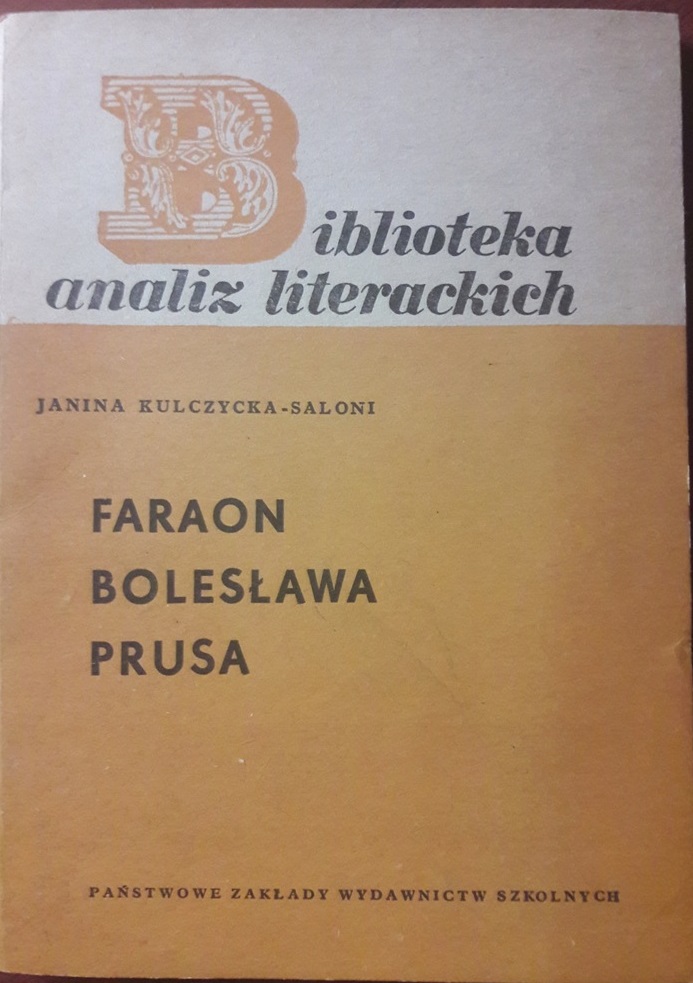 Biblioteka
analiz literackich
JANINA KULCZYCKA-SALONI
FARAON
BOLESŁAWA
PRUSA
PAŃSTWOWE ZAKŁADY WYDAWNICTW SZKOLNYCH